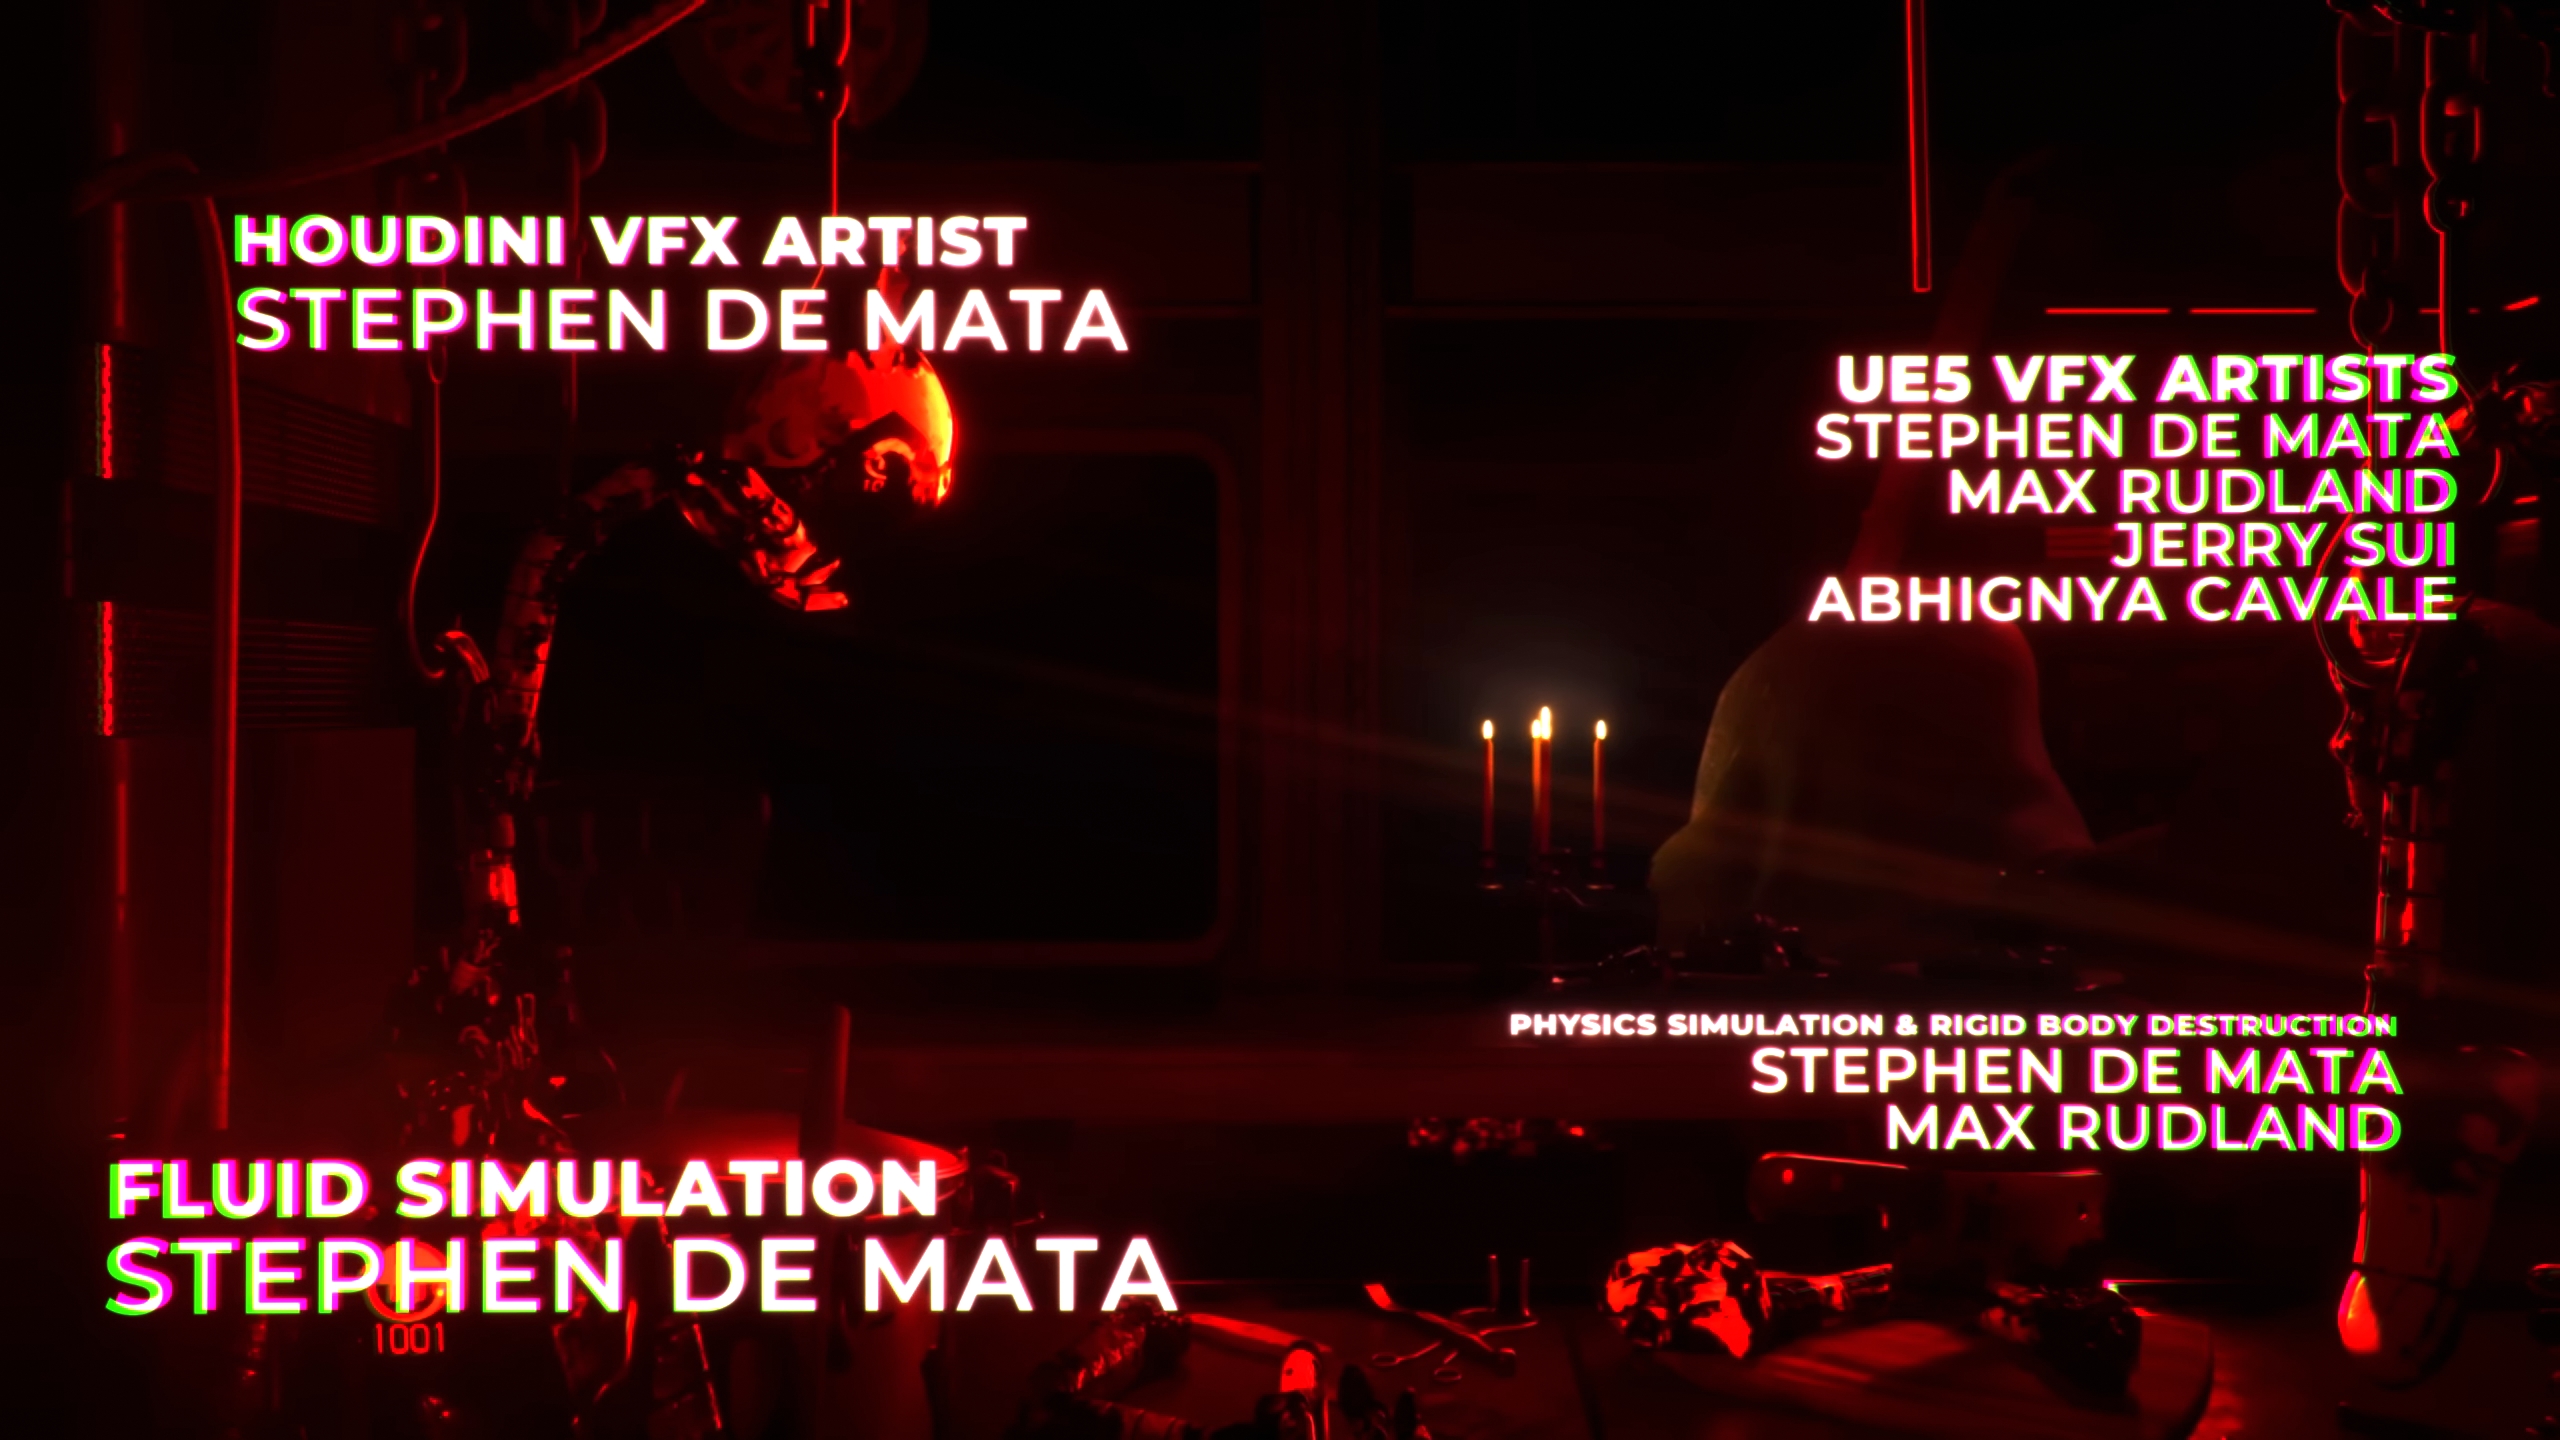 HOUDINI VFX ARTIST
STEPHEN DE MATA
UE5 VFX ARTISTS
STEPHEN DE MATA
MAX RUDLAND
JERRY SUI
ABHIGNYA CAVALE
PHYSICS SIMULATION & RIGID BODY DESTRUCTION
STEPHEN DE MATA
MAX RUDLAND
FLUID SIMULATION
STEPHEN DE MATA
1001